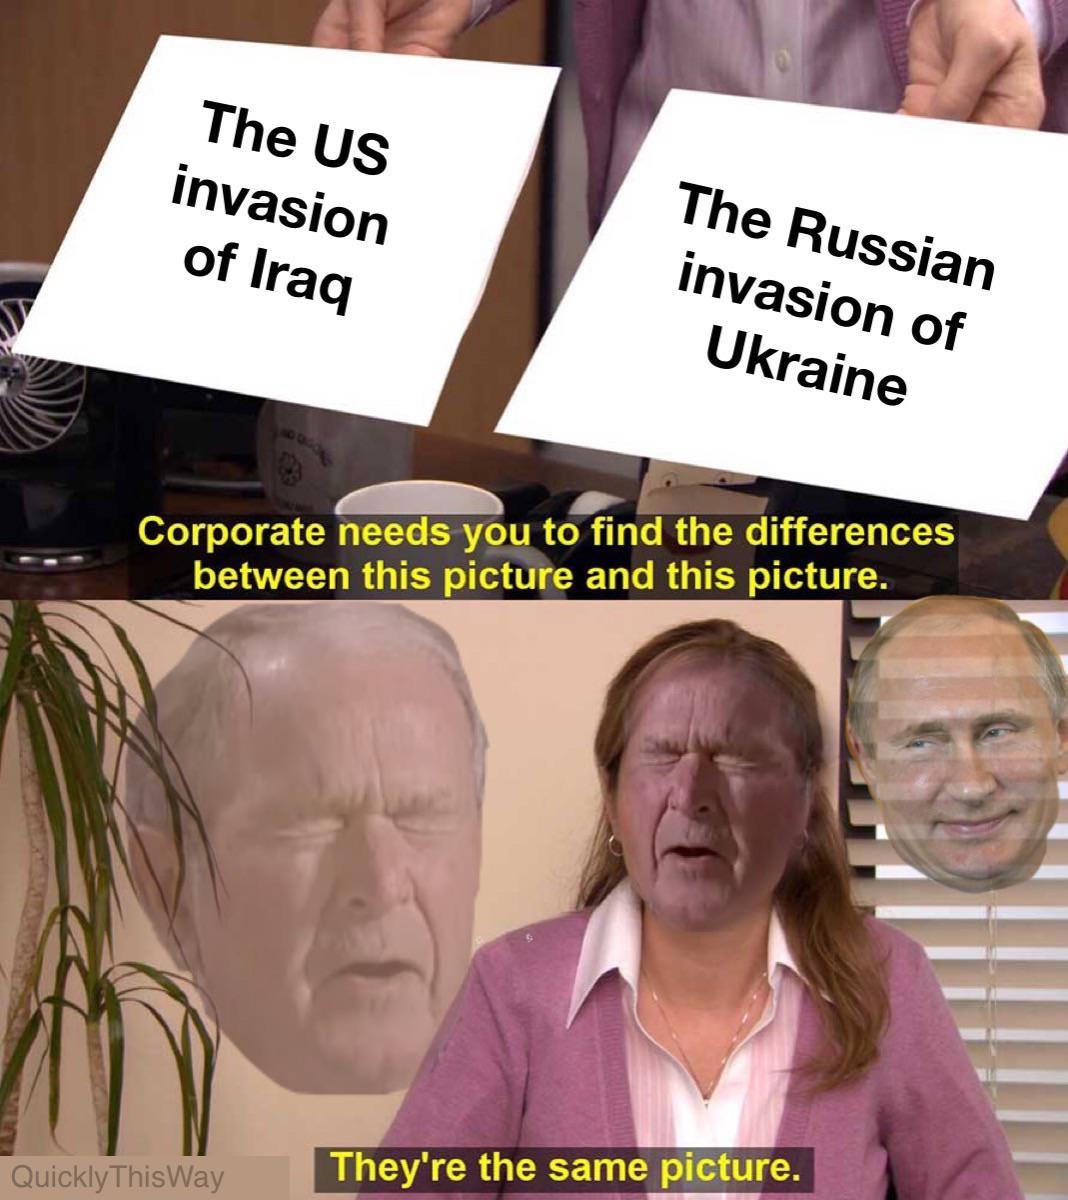 The US
invasion
of Iraq
The Russian
invasion of
Ukraine
Corporate needs you to find the differences
between this picture and this picture.
They're the same picture.
QuicklyThisWay